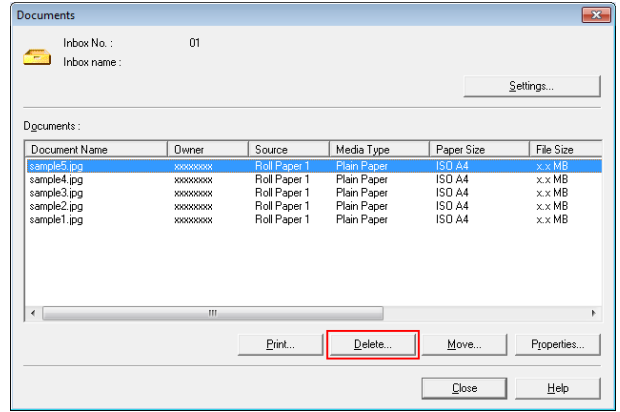 Documents
Inbox No. : 01
Inbox name :
Settings...
Documents :
Document Name Owner Source Media Type Paper Size File Size
sample5.jpg xxxxxxxx Roll Paper 1 Plain Paper ISO A4 x.x MB
sample4.jpg xxxxxxxx Roll Paper 1 Plain Paper ISO A4 x.x MB
sample3.jpg xxxxxxxx Roll Paper 1 Plain Paper ISO A4 x.x MB
sample2.jpg xxxxxxxx Roll Paper 1 Plain Paper ISO A4 x.x MB
sample1.jpg xxxxxxxx Roll Paper 1 Plain Paper ISO A4 x.x MB
Print... Delete... Move... Properties...
Close Help